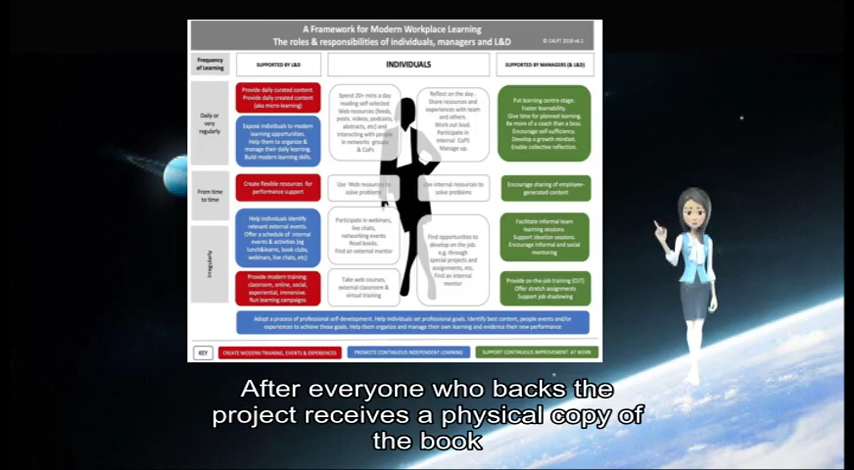 A Framework for Modern Workplace Learning
The roles & responsibilities of individuals, managers and L&D
© C4LPT 2018 v8.1
Frequency
of Learning
SUPPORTED BY L&D
INDIVIDUALS
SUPPORTED BY MANAGERS (& L&D)
Daily or
very
regularly
Provide daily curated content
Provide daily created content
(aka micro-learning)
Expose individuals to modern
learning opportunities.
Help them to organize &
manage their daily learning.
Build modern learning skills.
Spend 20+ mins a day
reading self-selected
Web resources (feeds,
posts, videos, podcasts,
abstracts, etc) and
interacting with people
in networks groups
& CoPs
Reflect on the day.
Share resources and
experiences with team
and others.
Work out loud.
Participate in
internal CoPS
Manage up.
Put learning centre-stage.
Foster learnability.
Give time for planned learning.
Be more of a coach than a boss.
Encourage self-sufficiency.
Develop a growth mindset.
Enable collective reflection.
From time
to time
Create flexible resources for
performance support
Use Web resources to
solve problems
Use internal resources to
solve problems
Encourage sharing of employee-
generated content
Irregularly
Help individuals identify
relevant external events.
Offer a schedule of internal
events & activities (eg
lunch&learns, book clubs,
webinars, live chats, etc)
Participate in webinars,
live chats,
networking events
Read books.
Find an external mentor
Find opportunities to
develop on the job.
e.g. through
special projects and
assignments, etc.
Find an internal
mentor
Facilitate informal team
learning sessions
Support ideation sessions.
Encourage informal and social
mentoring
Provide modern training:
classroom, online, social,
experiential, immersive.
Run learning campaigns
Take web courses,
external classroom &
virtual training
Provide on-the-job training (OJT)
Offer stretch assignments
Support job shadowing
Adopt a process of professional self-development. Help individuals set professional goals. Identify best content, people events and/or
experiences to achieve those goals. Help them organize and manage their own learning and evidence their new performance
KEY
CREATE MODERN TRAINING, EVENTS & EXPERIENCES
PROMOTE CONTINUOUS INDEPENDENT LEARNING
SUPPORT CONTINUOUS IMPROVEMENT AT WORK
After everyone who backs the
project receives a physical copy of
the book